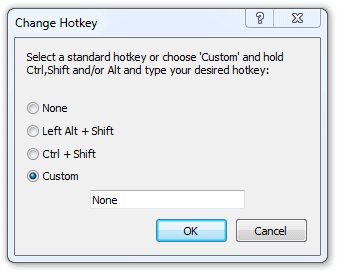 Change Hotkey
Select a standard hotkey or choose 'Custom' and hold
Ctrl,Shift and/or Alt and type your desired hotkey:
None
Left Alt + Shift
Ctrl + Shift
Custom
None
OK
Cancel